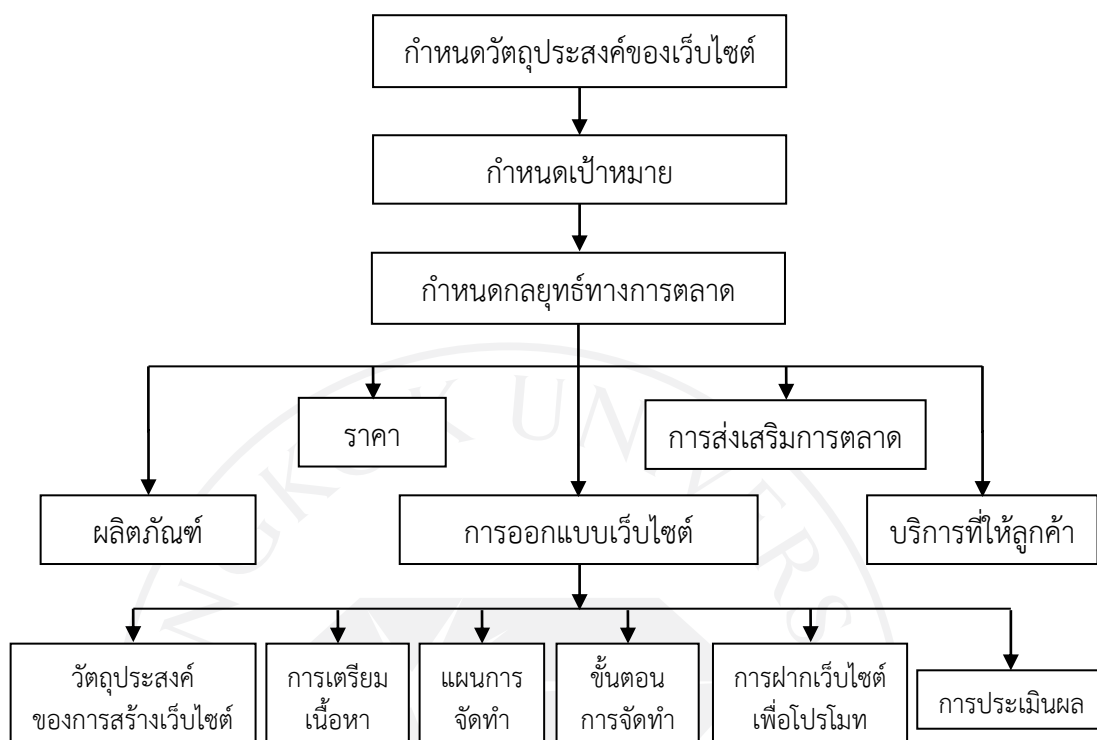 กำหนดวัตถุประสงค์ของเว็บไซต์
กำหนดเป้าหมาย
กำหนดกลยุทธ์ทางการตลาด
ราคา
การส่งเสริมการตลาด
ผลิตภัณฑ์
การออกแบบเว็บไซต์
บริการที่ให้ลูกค้า
วัตถุประสงค์
ของการสร้างเว็บไซต์
การเตรียม
เนื้อหา
แผนการ
จัดทำ
ขั้นตอน
การจัดทำ
การฝากเว็บไซต์
เพื่อโปรโมท
การประเมินผล
NGKOK UNIVERS